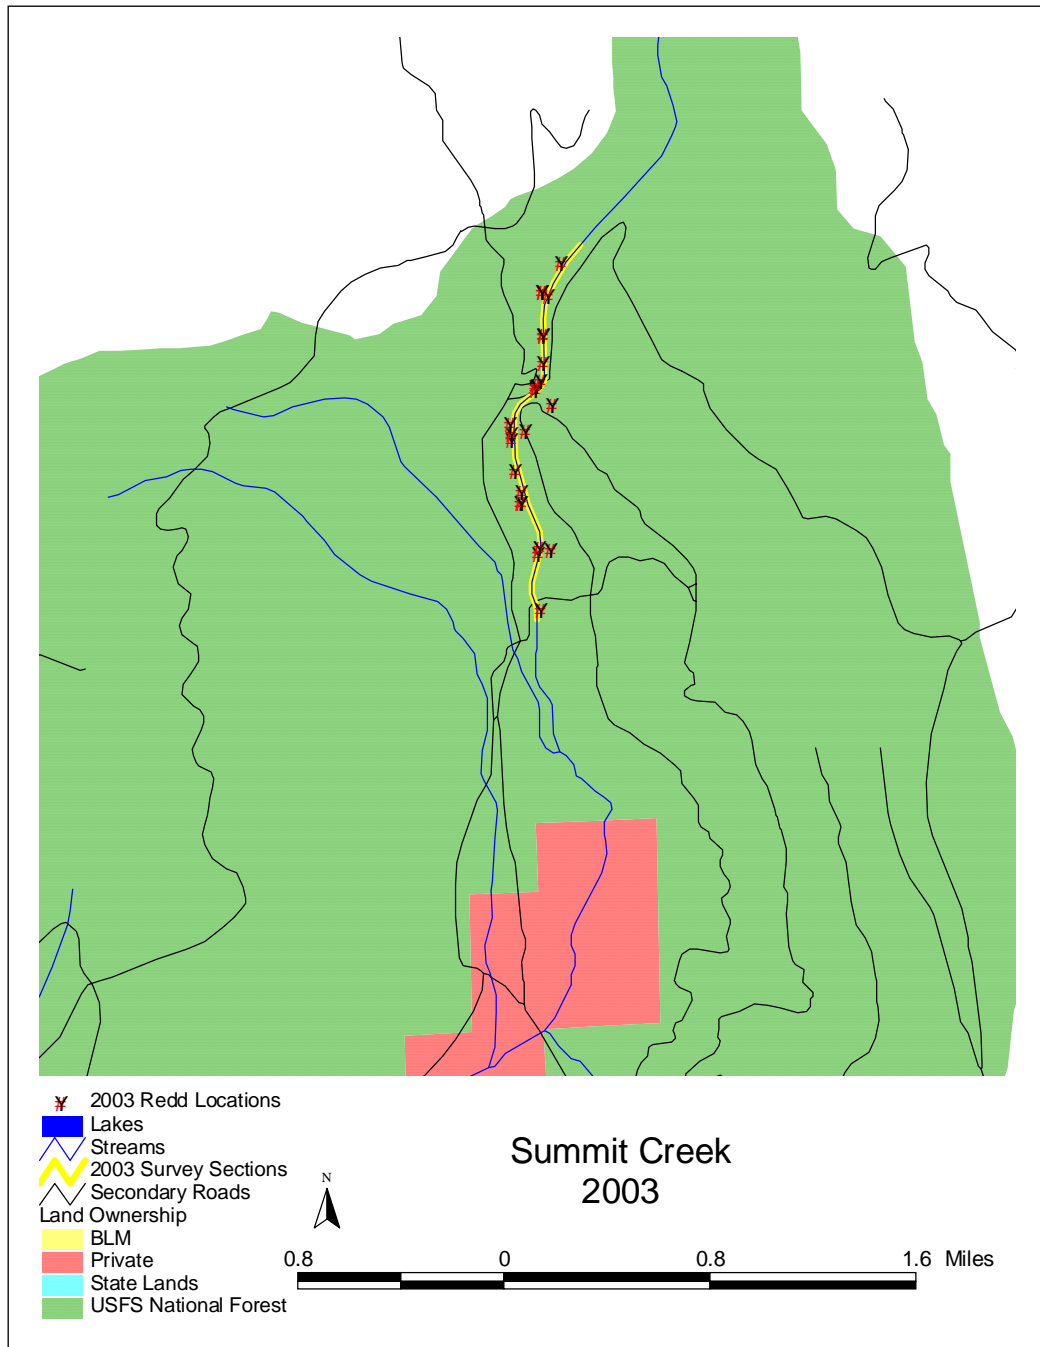 2003 Redd Locations
Lakes
Streams
2003 Survey Sections
Secondary Roads
Land Ownership
BLM
Private
State Lands
USFS National Forest
N
Summit Creek
2003
0.8 0 0.8 1.6 Miles